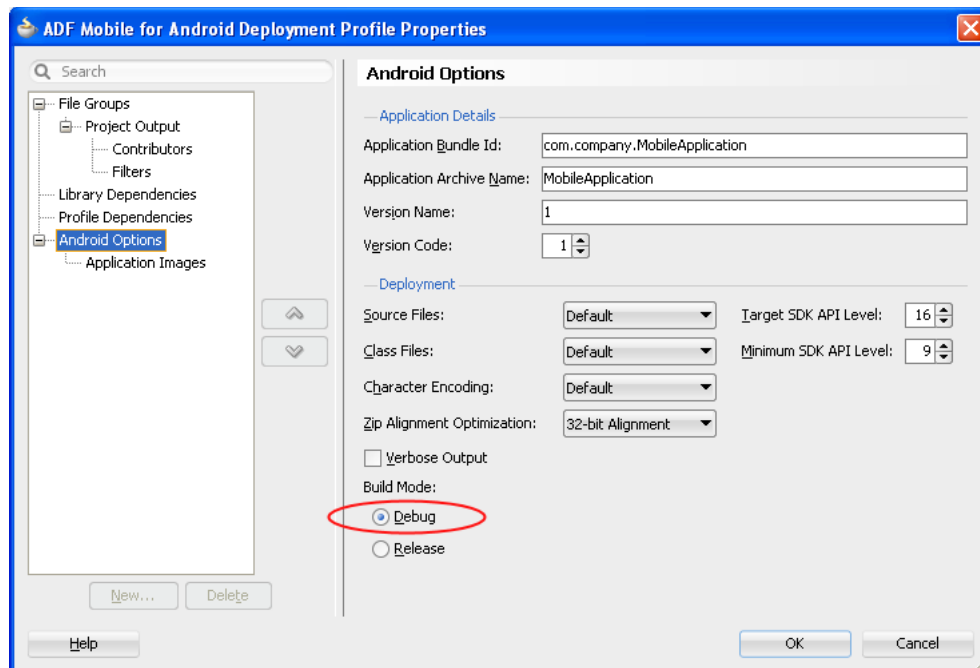 ADF Mobile for Android Deployment Profile Properties
Search
File Groups
Project Output
Contributors
Filters
Library Dependencies
Profile Dependencies
Android Options
Application Images
New...
Delete
Android Options
Application Details
Application Bundle Id: com.company.MobileApplication
Application Archive Name: MobileApplication
Version Name: 1
Version Code: 1
Deployment
Source Files: Default Target SDK API Level: 16
Class Files: Default Minimum SDK API Level: 9
Character Encoding: Default
Zip Alignment Optimization: 32-bit Alignment
Verbose Output
Build Mode:
Debug
Release
Help OK Cancel